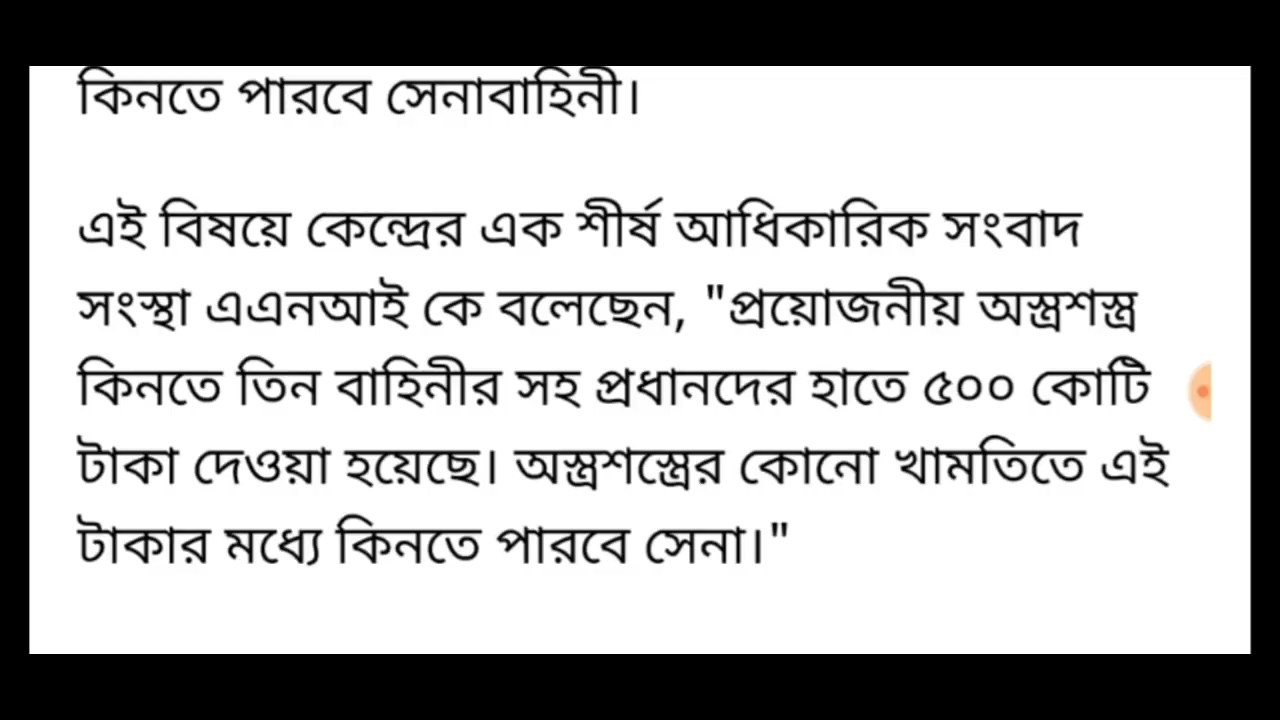 কিনতে পারবে সেনাবাহিনী।
এই বিষয়ে কেন্দ্রের এক শীর্ষ আধিকারিক সংবাদ
সংস্থা এএনআই কে বলেছেন, "প্রয়োজনীয় অস্ত্রশস্ত্র
কিনতে তিন বাহিনীর সহ প্রধানদের হাতে ৫০০ কোটি
টাকা দেওয়া হয়েছে। অস্ত্রশস্ত্রের কোনো খামতিতে এই
টাকার মধ্যে কিনতে পারবে সেনা।"